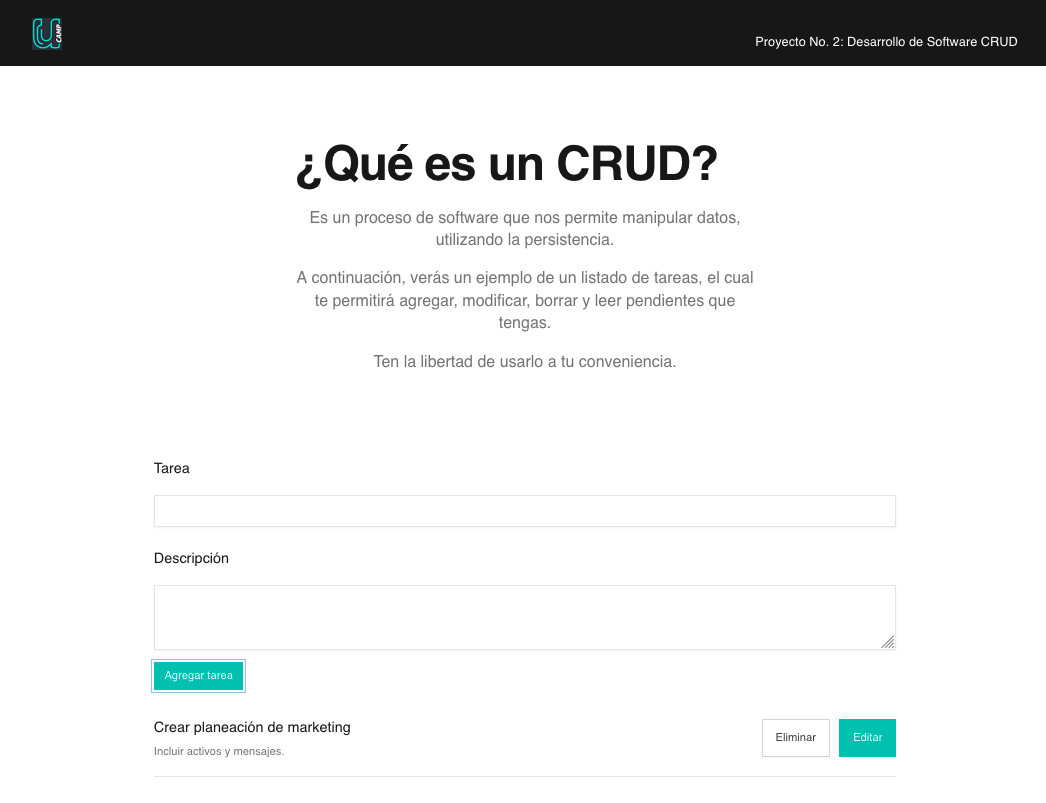 U CAMP
Proyecto No. 2: Desarrollo de Software CRUD
¿Qué es un CRUD?
Es un proceso de software que nos permite manipular datos,
utilizando la persistencia.
A continuación, verás un ejemplo de un listado de tareas, el cual
te permitirá agregar, modificar, borrar y leer pendientes que
tengas.
Ten la libertad de usarlo a tu conveniencia.
Tarea
Descripción
Agregar tarea
Crear planeación de marketing
Incluir activos y mensajes.
Eliminar
Editar